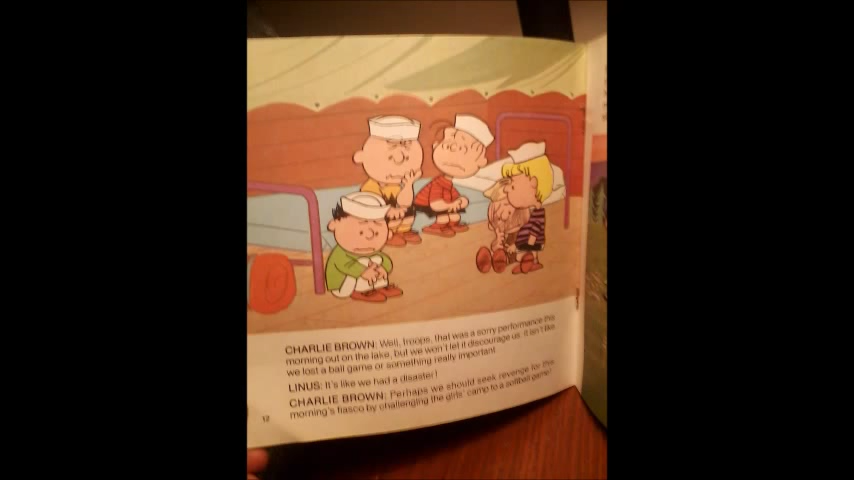 CHARLIE BROWN: Well, troops, that was a sorry performance this
morning out on the lake, but we won't let it discourage us. It isn't like
we lost a ball game or something really important.
LINUS: It's like we had a disaster!
CHARLIE BROWN: Perhaps we should seek revenge for this
morning's fiasco by challenging the girls' camp to a softball game?
12